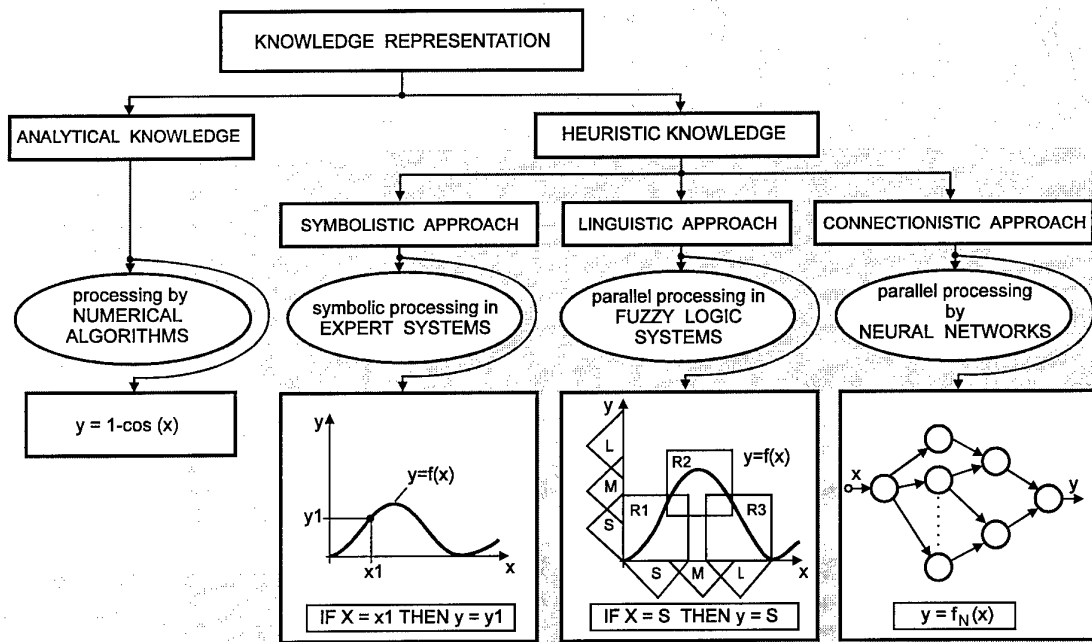 KNOWLEDGE REPRESENTATION
ANALYTICAL KNOWLEDGE
HEURISTIC KNOWLEDGE
SYMBOLISTIC APPROACH
LINGUISTIC APPROACH
CONNECTIONISTIC APPROACH
processing by
NUMERICAL
ALGORITHMS
symbolic processing in
EXPERT SYSTEMS
parallel processing in
FUZZY LOGIC
SYSTEMS
parallel processing
by
NEURAL NETWORKS
y = 1-cos (x)
y
y=f(x)
y1
x1
x
IF X = x1 THEN y = y1
y
L
M
S
R1
R2
R3
y=f(x)
S
M
L
x
IF X = S THEN y = S
x
y
y = fN(x)